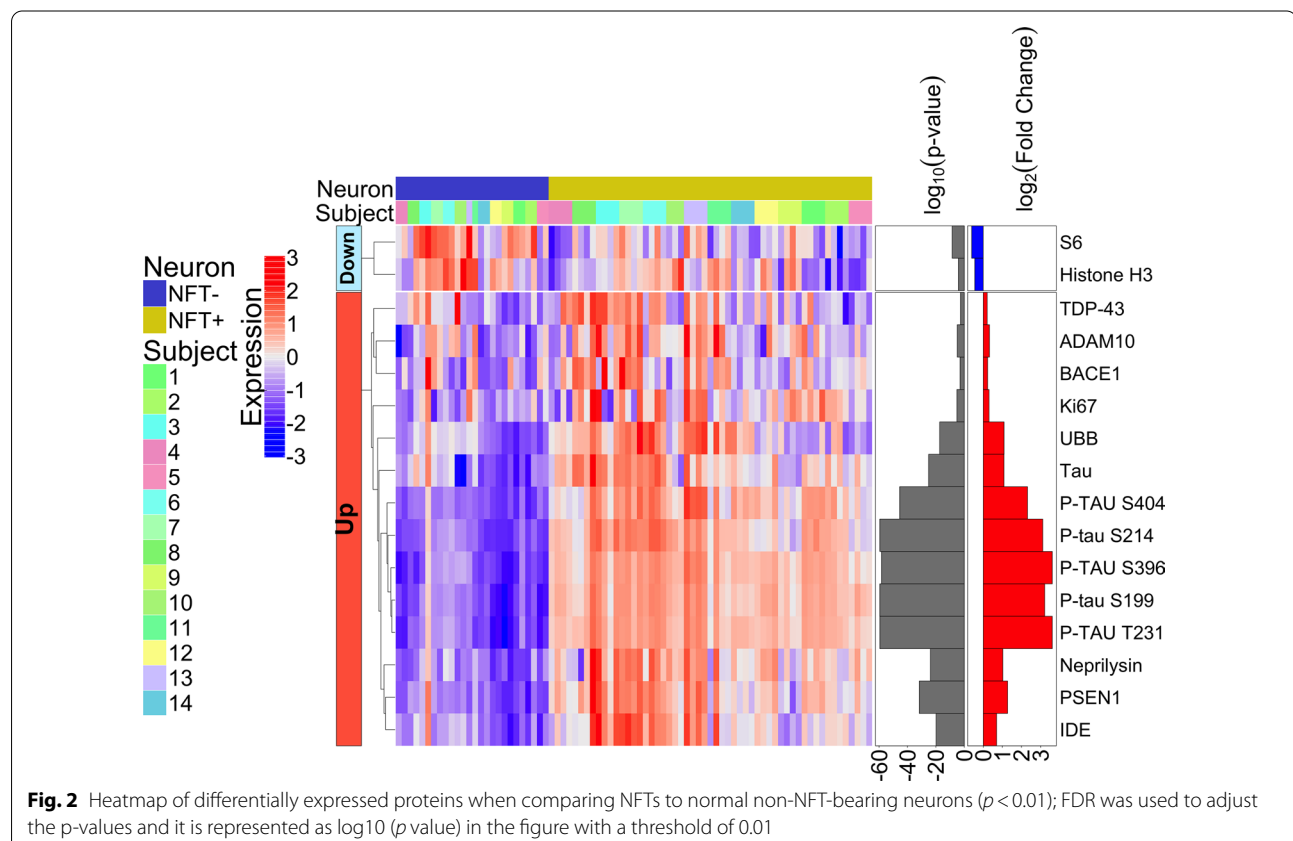 log10(p-value)
log2(Fold Change)
Neuron
Subject
Down
Up
Neuron
NFT-
NFT+
Subject
1
2
3
4
5
6
7
8
9
10
11
12
13
14
Expression
3
2
1
0
-1
-2
-3
S6
Histone H3
TDP-43
ADAM10
BACE1
Ki67
UBB
Tau
P-TAU S404
P-tau S214
P-TAU S396
P-tau S199
P-TAU T231
Neprilysin
PSEN1
IDE
-60
-40
-20
0
0
1
2
3
Fig. 2 Heatmap of differentially expressed proteins when comparing NFTs to normal non-NFT-bearing neurons (p < 0.01); FDR was used to adjust
the p-values and it is represented as log10 (p value) in the figure with a threshold of 0.01